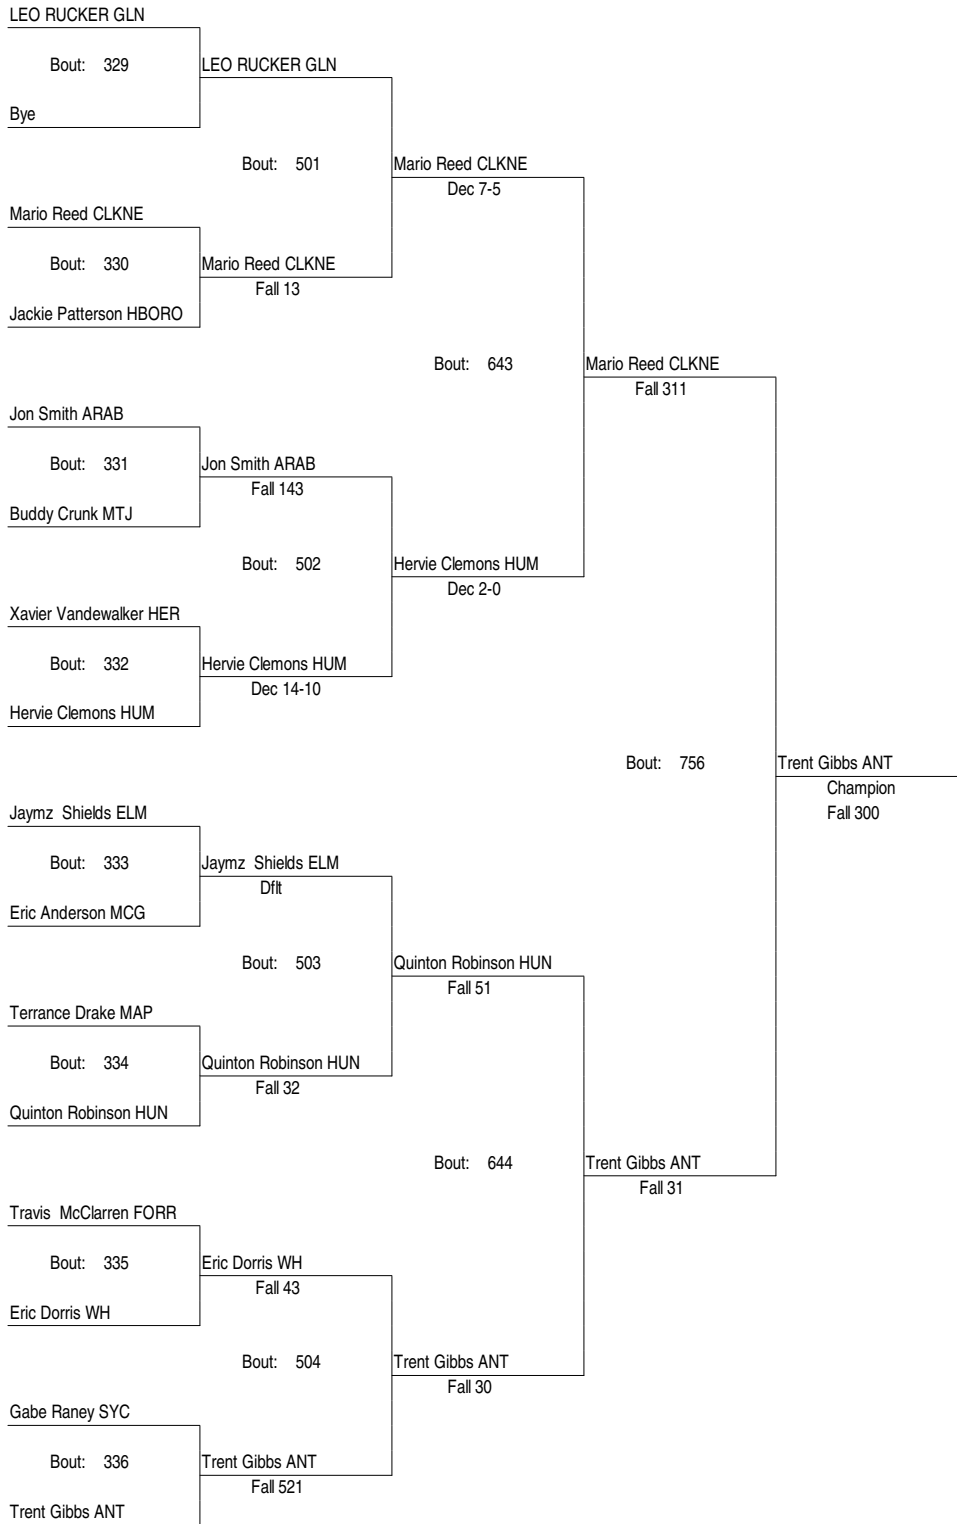 LEO RUCKER GLN
Bout: 329
LEO RUCKER GLN
Bye
Bout: 501
Mario Reed CLKNE
Dec 7-5
Mario Reed CLKNE
Bout: 330
Mario Reed CLKNE
Fall 13
Jackie Patterson HBORO
Bout: 643
Mario Reed CLKNE
Fall 311
Jon Smith ARAB
Bout: 331
Jon Smith ARAB
Fall 143
Buddy Crunk MTJ
Bout: 502
Hervie Clemons HUM
Dec 2-0
Xavier Vandewalker HER
Bout: 332
Hervie Clemons HUM
Dec 14-10
Hervie Clemons HUM
Bout: 756
Trent Gibbs ANT
Champion
Fall 300
Jaymz  Shields ELM
Bout: 333
Jaymz  Shields ELM
Dflt
Eric Anderson MCG
Bout: 503
Quinton Robinson HUN
Fall 51
Terrance Drake MAP
Bout: 334
Quinton Robinson HUN
Fall 32
Quinton Robinson HUN
Bout: 644
Trent Gibbs ANT
Fall 31
Travis  McClarren FORR
Bout: 335
Eric Dorris WH
Fall 43
Eric Dorris WH
Bout: 504
Trent Gibbs ANT
Fall 30
Gabe Raney SYC
Bout: 336
Trent Gibbs ANT
Fall 521
Trent Gibbs ANT